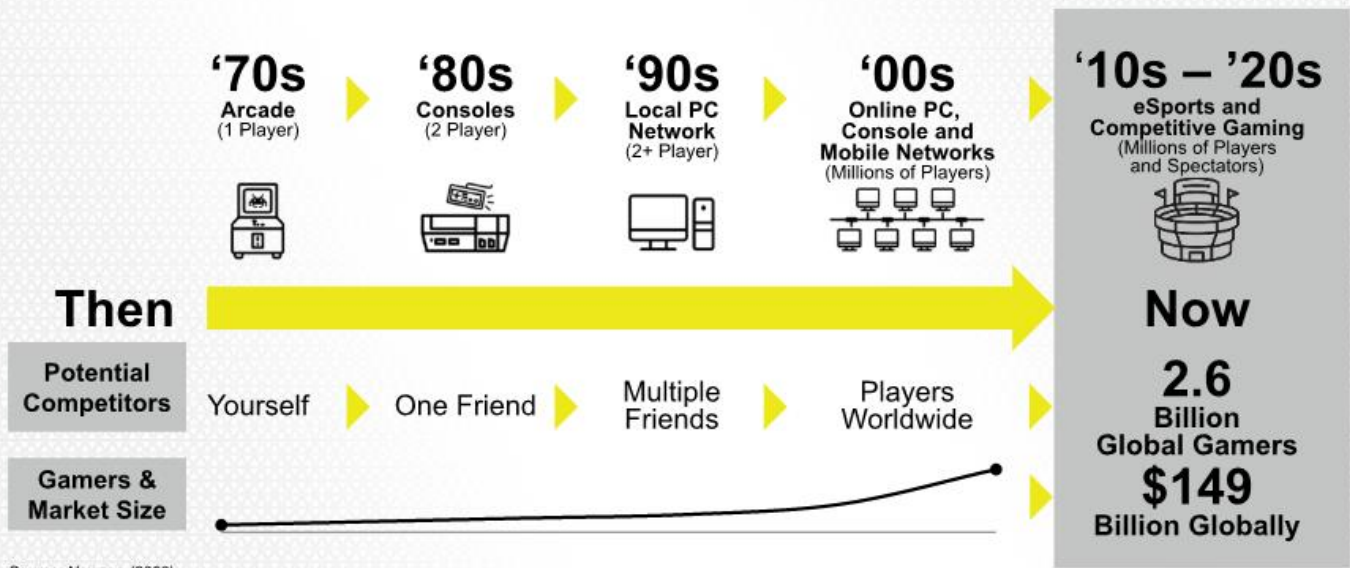 ‘70s
Arcade
(1 Player)
‘80s
Consoles
(2 Player)
‘90s
Local PC
Network
(2+ Player)
‘00s
Online PC,
Console and
Mobile Networks
(Millions of Players)
‘10s – ’20s
eSports and
Competitive Gaming
(Millions of Players
and Spectators)
Then
Now
Potential
Competitors
Yourself
One Friend
Multiple
Friends
Players
Worldwide
2.6
Billion
Global Gamers
Gamers &
Market Size
$149
Billion Globally